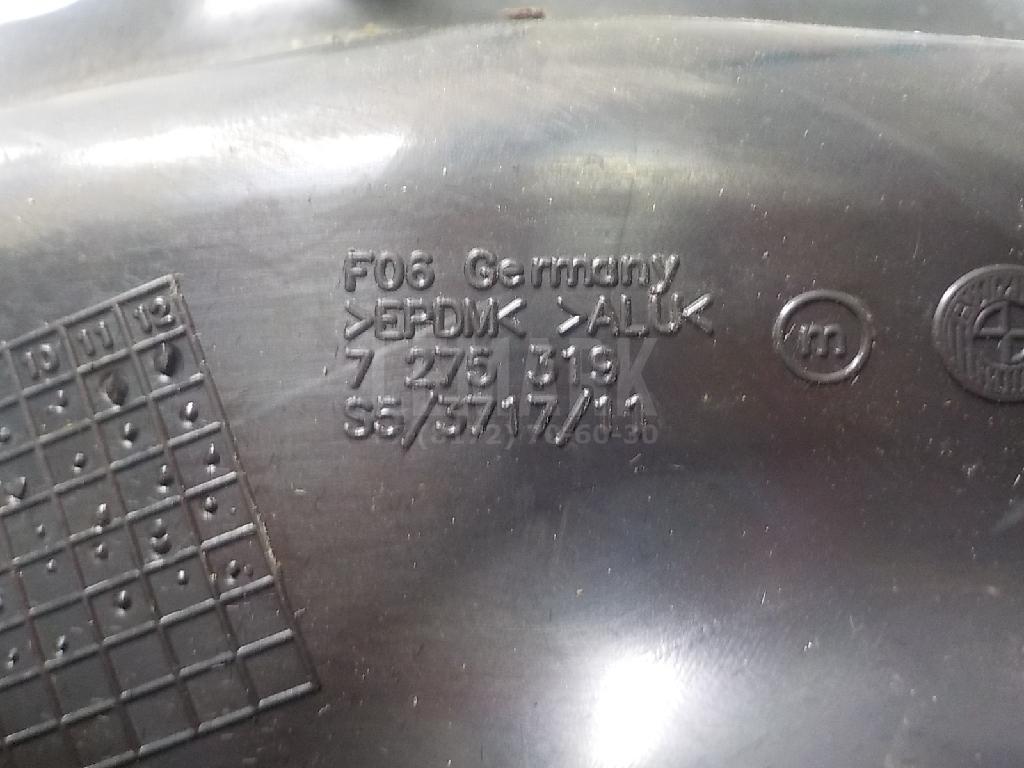 F06 Germany
>EPDM< >ALU<
7 275 319
S5/3717/11
m
10 11 12